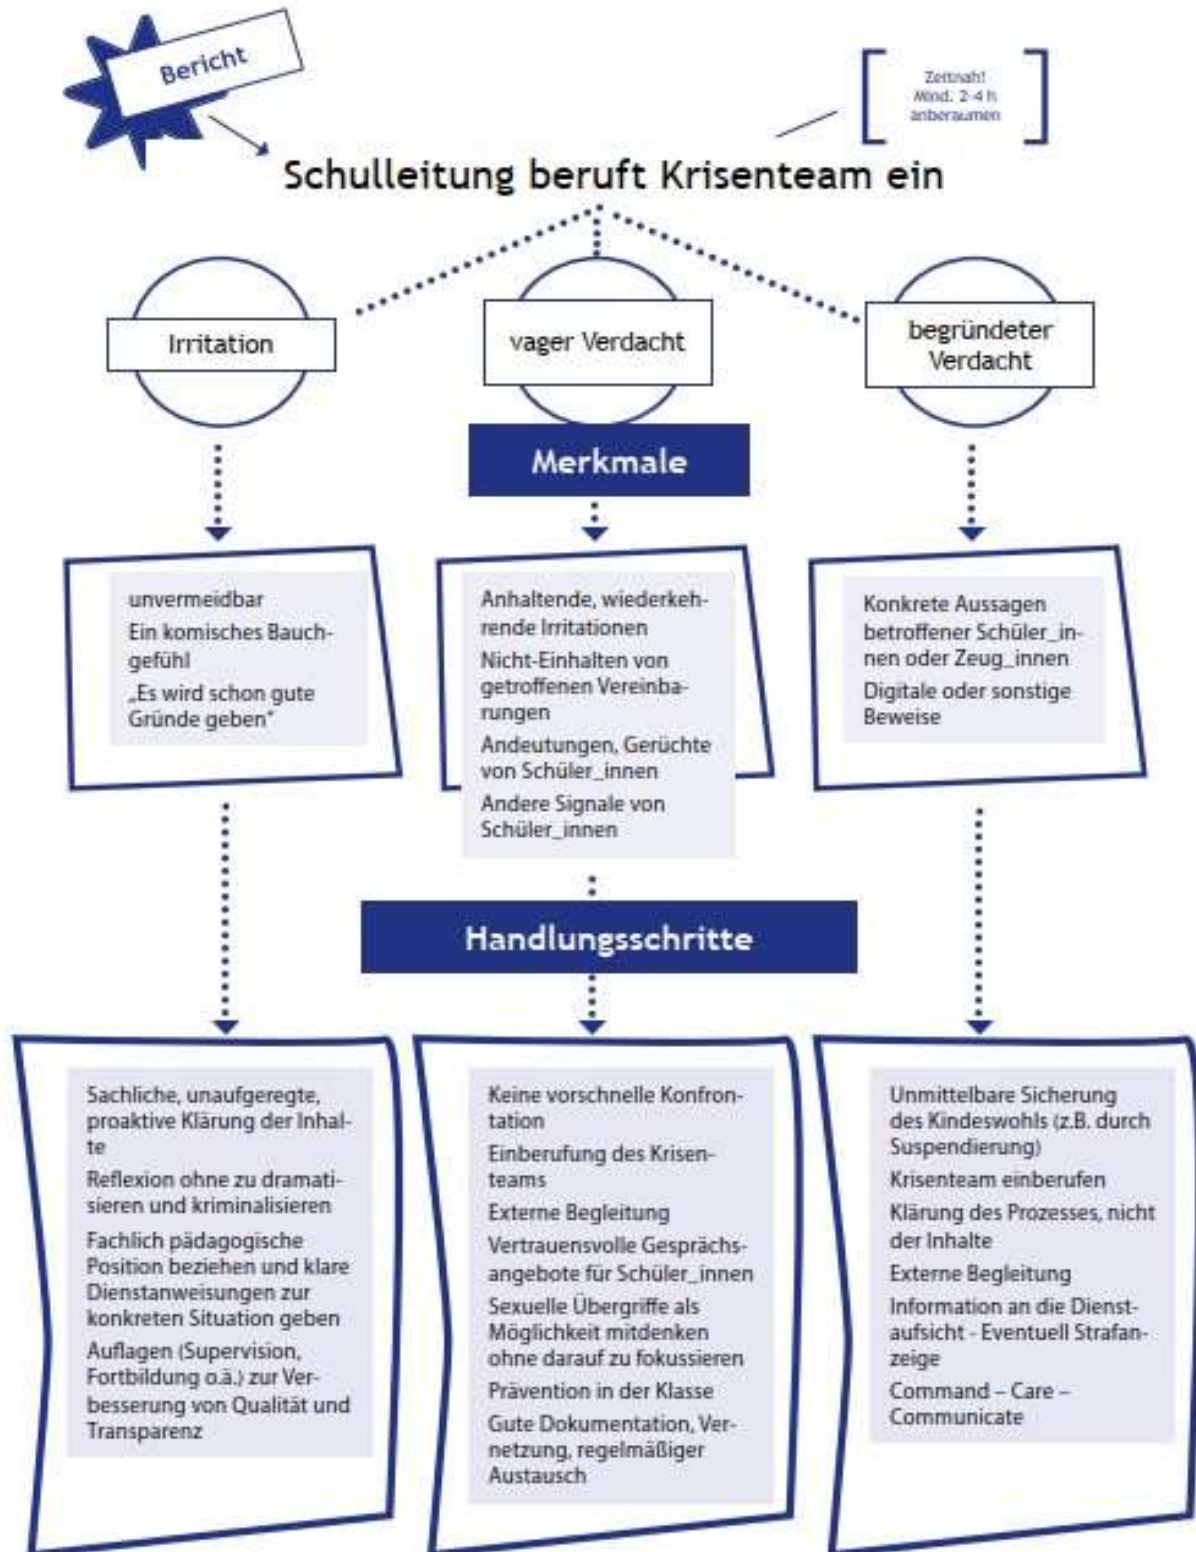 Bericht
Zeitnah!
Mind. 2-4 h
anberaumen
Schulleitung beruft Krisenteam ein
Irritation
vager Verdacht
begründeter
Verdacht
Merkmale
unvermeidbar
Ein komisches Bauch-
gefühl
„Es wird schon gute
Gründe geben“
Anhaltende, wiederkeh-
rende Irritationen
Nicht-Einhalten von
getroffenen Vereinba-
rungen
Andeutungen, Gerüchte
von Schüler_innen
Andere Signale von
Schüler_innen
Konkrete Aussagen
betroffener Schüler_in-
nen oder Zeug_innen
Digitale oder sonstige
Beweise
Handlungsschritte
Sachliche, unaufgeregte,
proaktive Klärung der Inhal-
te
Reflexion ohne zu dramati-
sieren und kriminalisieren
Fachlich pädagogische
Position beziehen und klare
Dienstanweisungen zur
konkreten Situation geben
Auflagen (Supervision,
Fortbildung o.ä.) zur Ver-
besserung von Qualität und
Transparenz
Keine vorschnelle Konfron-
tation
Einberufung des Krisen-
teams
Externe Begleitung
Vertrauensvolle Gesprächs-
angebote für Schüler_innen
Sexuelle Übergriffe als
Möglichkeit mitdenken
ohne darauf zu fokussieren
Prävention in der Klasse
Gute Dokumentation, Ver-
netzung, regelmäßiger
Austausch
Unmittelbare Sicherung
des Kindeswohls (z.B. durch
Suspendierung)
Krisenteam einberufen
Klärung des Prozesses, nicht
der Inhalte
Externe Begleitung
Information an die Dienst-
aufsicht - Eventuell Strafan-
zeige
Command – Care –
Communicate